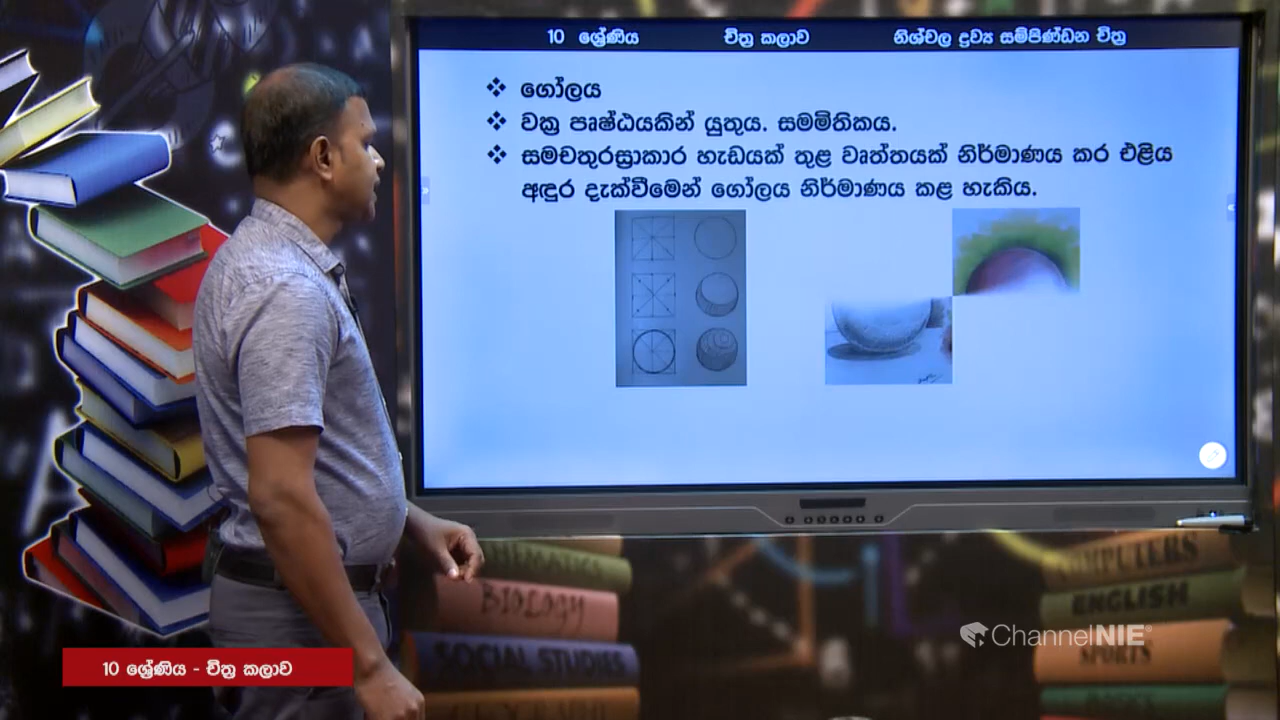 10 ශ්‍රේණිය චිත්‍ර කලාව නිශ්චල ද්‍රව්‍ය සම්පිණ්ඩන චිත්‍ර
❖ ගෝලය
❖ වක්‍ර පෘෂ්ඨයකින් යුතුය. සමමිතිකය.
❖ සමචතුරස්‍රාකාර හැඩයක් තුළ වෘත්තයක් නිර්මාණය කර එළිය
අඳුර දැක්වීමෙන් ගෝලය නිර්මාණය කළ හැකිය.
MATHEMATICS
BIOLOGY
SOCIAL STUDIES
COMPUTERS
ENGLISH
SPORTS
ChannelNIE
10 ශ්‍රේණිය - චිත්‍ර කලාව